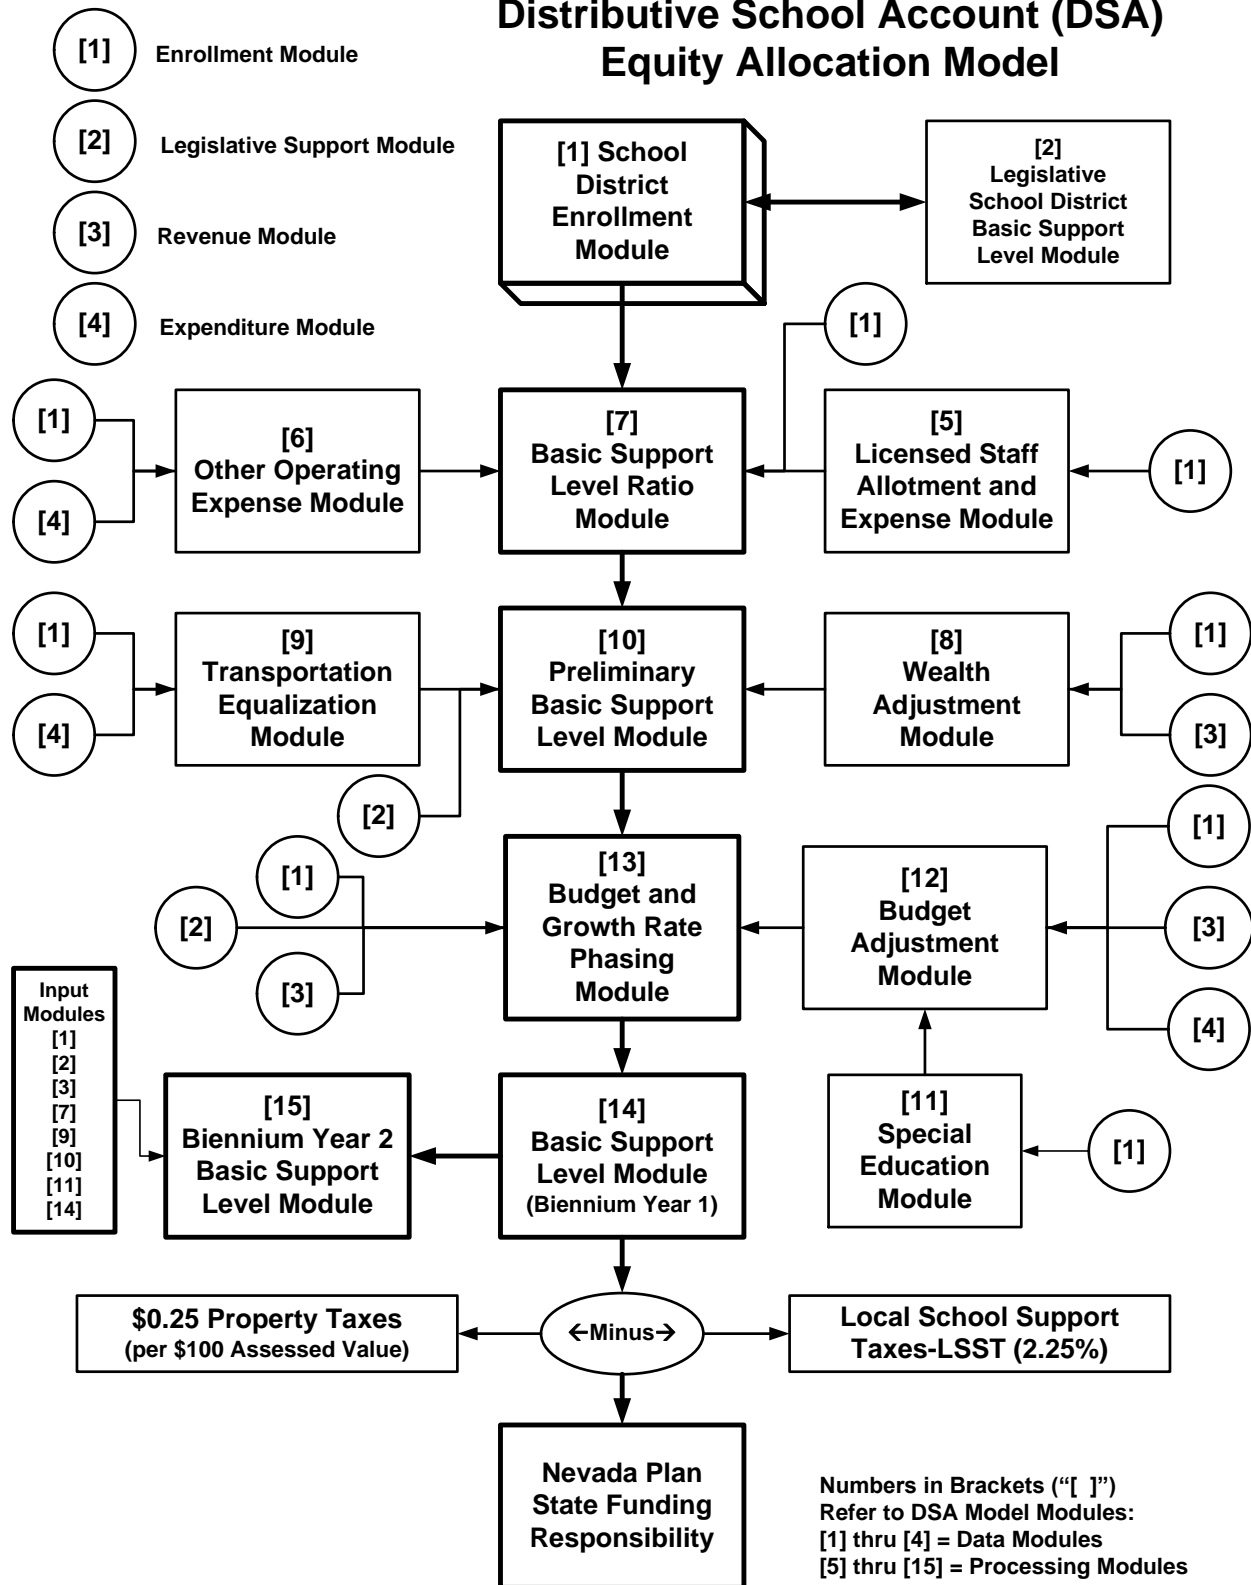 Distributive School Account (DSA)
Equity Allocation Model
[1]
Enrollment Module
[2]
Legislative Support Module
[3]
Revenue Module
[4]
Expenditure Module
[1] School
District
Enrollment
Module
[2]
Legislative
School District
Basic Support
Level Module
[1]
[1]
[4]
[6]
Other Operating
Expense Module
[7]
Basic Support
Level Ratio
Module
[5]
Licensed Staff
Allotment and
Expense Module
[1]
[1]
[4]
[9]
Transportation
Equalization
Module
[2]
[10]
Preliminary
Basic Support
Level Module
[8]
Wealth
Adjustment
Module
[1]
[3]
[1]
[2]
[3]
[13]
Budget and
Growth Rate
Phasing
Module
[12]
Budget
Adjustment
Module
[1]
[3]
[4]
Input
Modules
[1]
[2]
[3]
[7]
[9]
[10]
[11]
[14]
[15]
Biennium Year 2
Basic Support
Level Module
[14]
Basic Support
Level Module
(Biennium Year 1)
[11]
Special
Education
Module
[1]
$0.25 Property Taxes
(per $100 Assessed Value)
←Minus→
Local School Support
Taxes-LSST (2.25%)
Nevada Plan
State Funding
Responsibility
Numbers in Brackets (“[ ]”)
Refer to DSA Model Modules:
[1] thru [4] = Data Modules
[5] thru [15] = Processing Modules